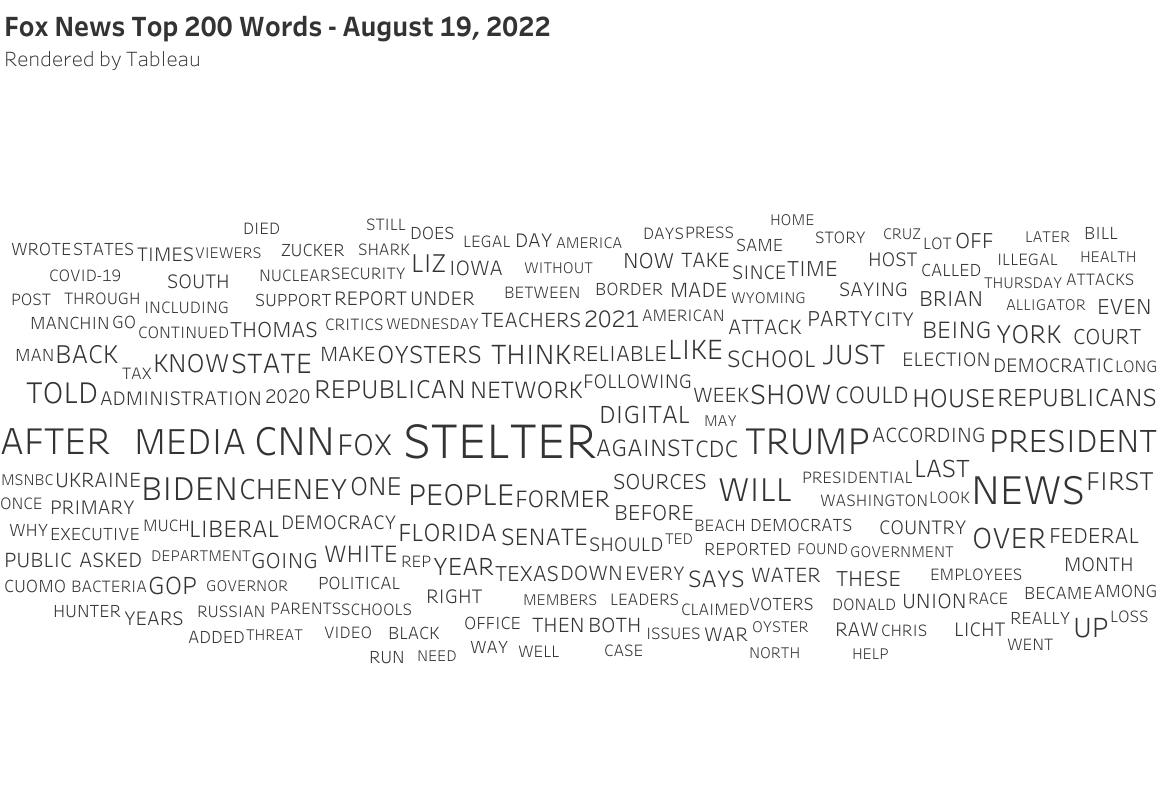 Fox News Top 200 Words - August 19, 2022
Rendered by Tableau
HOME
DIED STILL DOES DAYS PRESS STORY CRUZ LATER BILL
WROTE STATES TIMES VIEWERS ZUCKER SHARK LEGAL DAY AMERICA SAME LOT OFF
COVID-19 SOUTH NUCLEAR SECURITY LIZ IOWA WITHOUT NOW TAKE SINCE TIME HOST CALLED ILLEGAL HEALTH
POST THROUGH INCLUDING SUPPORT REPORT UNDER BETWEEN BORDER MADE WYOMING SAYING BRIAN THURSDAY ATTACKS
MANCHIN GO CONTINUED THOMAS CRITICS WEDNESDAY TEACHERS 2021 AMERICAN ATTACK PARTY CITY BEING YORK ALLIGATOR EVEN COURT
MAN BACK TAX KNOW STATE MAKE OYSTERS THINK RELIABLE LIKE SCHOOL JUST ELECTION DEMOCRATIC LONG
TOLD ADMINISTRATION 2020 REPUBLICAN NETWORK FOLLOWING WEEK SHOW COULD HOUSE REPUBLICANS
DIGITAL MAY
AFTER MEDIA CNN FOX STELTER AGAINST CDC TRUMP ACCORDING PRESIDENT
MSNBC UKRAINE BIDEN CHENEY ONE PEOPLE FORMER SOURCES WILL PRESIDENTIAL LAST NEWS FIRST
ONCE PRIMARY BEFORE WASHINGTON LOOK
WHY EXECUTIVE MUCH LIBERAL DEMOCRACY FLORIDA SENATE SHOULD TED BEACH DEMOCRATS COUNTRY OVER FEDERAL
PUBLIC ASKED DEPARTMENT GOING WHITE REP YEAR REPORTED FOUND GOVERNMENT MONTH
CUOMO BACTERIA GOP GOVERNOR POLITICAL TEXAS DOWN EVERY SAYS WATER THESE EMPLOYEES BECAME AMONG
HUNTER YEARS RUSSIAN PARENTS SCHOOLS RIGHT MEMBERS LEADERS CLAIMED VOTERS DONALD UNION RACE
ADDED THREAT VIDEO BLACK OFFICE THEN BOTH ISSUES WAR OYSTER RAW CHRIS LICHT REALLY UP LOSS
RUN NEED WAY WELL CASE NORTH HELP WENT